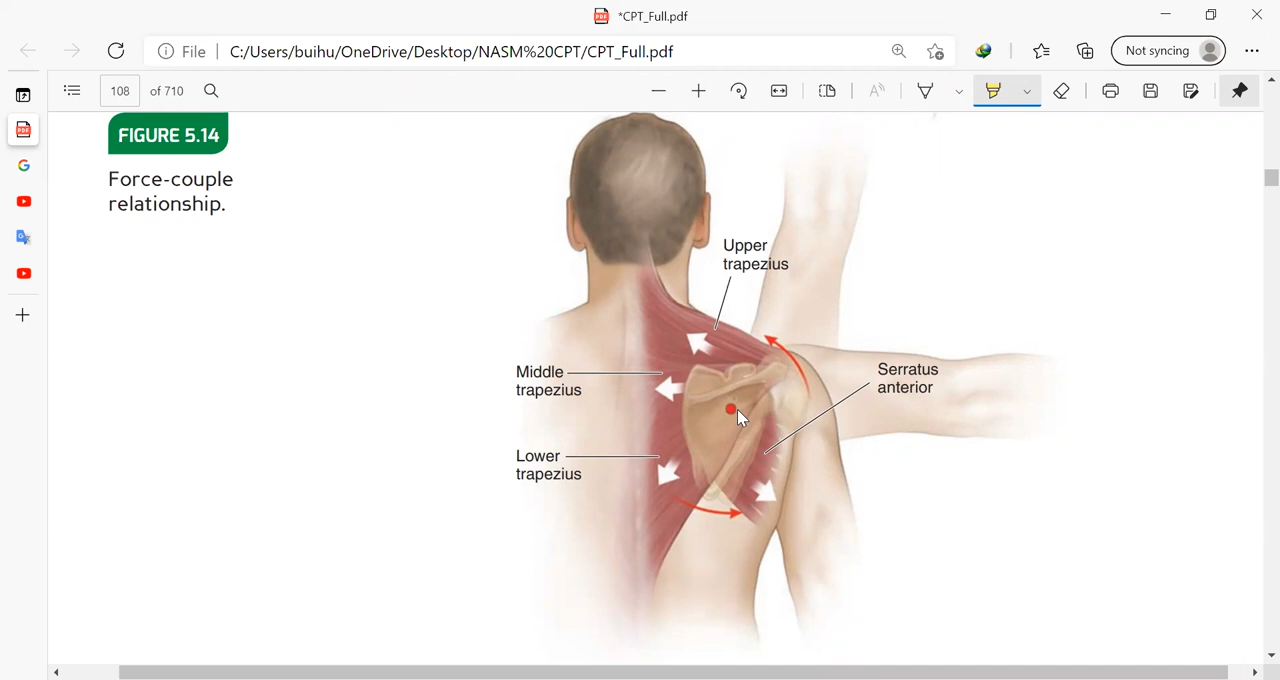 *CPT_Full.pdf
File
C:/Users/buihu/OneDrive/Desktop/NASM%20CPT/CPT_Full.pdf
Not syncing
108
of 710
FIGURE 5.14
Force-couple
relationship.
Upper
trapezius
Middle
trapezius
Serratus
anterior
Lower
trapezius